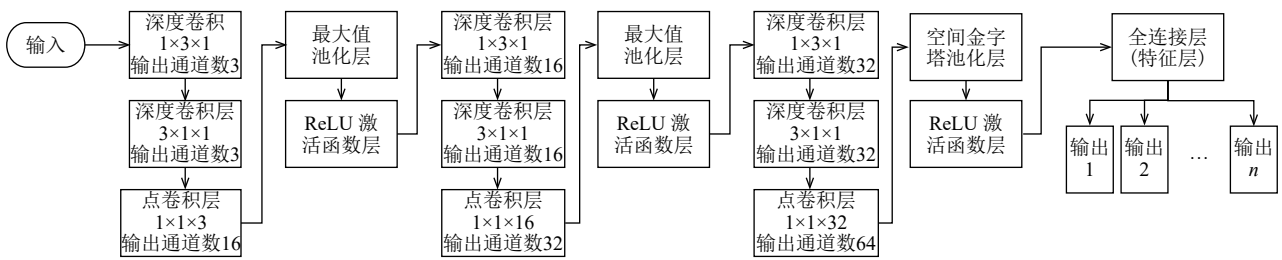 输入
深度卷积
1×3×1
输出通道数3
深度卷积层
3×1×1
输出通道数3
点卷积层
1×1×3
输出通道数16
最大值
池化层
ReLU 激
活函数层
深度卷积层
1×3×1
输出通道数16
深度卷积层
3×1×1
输出通道数16
点卷积层
1×1×16
输出通道数32
最大值
池化层
ReLU 激
活函数层
深度卷积层
1×3×1
输出通道数32
深度卷积层
3×1×1
输出通道数32
点卷积层
1×1×32
输出通道数64
空间金字
塔池化层
ReLU 激
活函数层
全连接层
(特征层)
输出
1
输出
2
…
输出
n